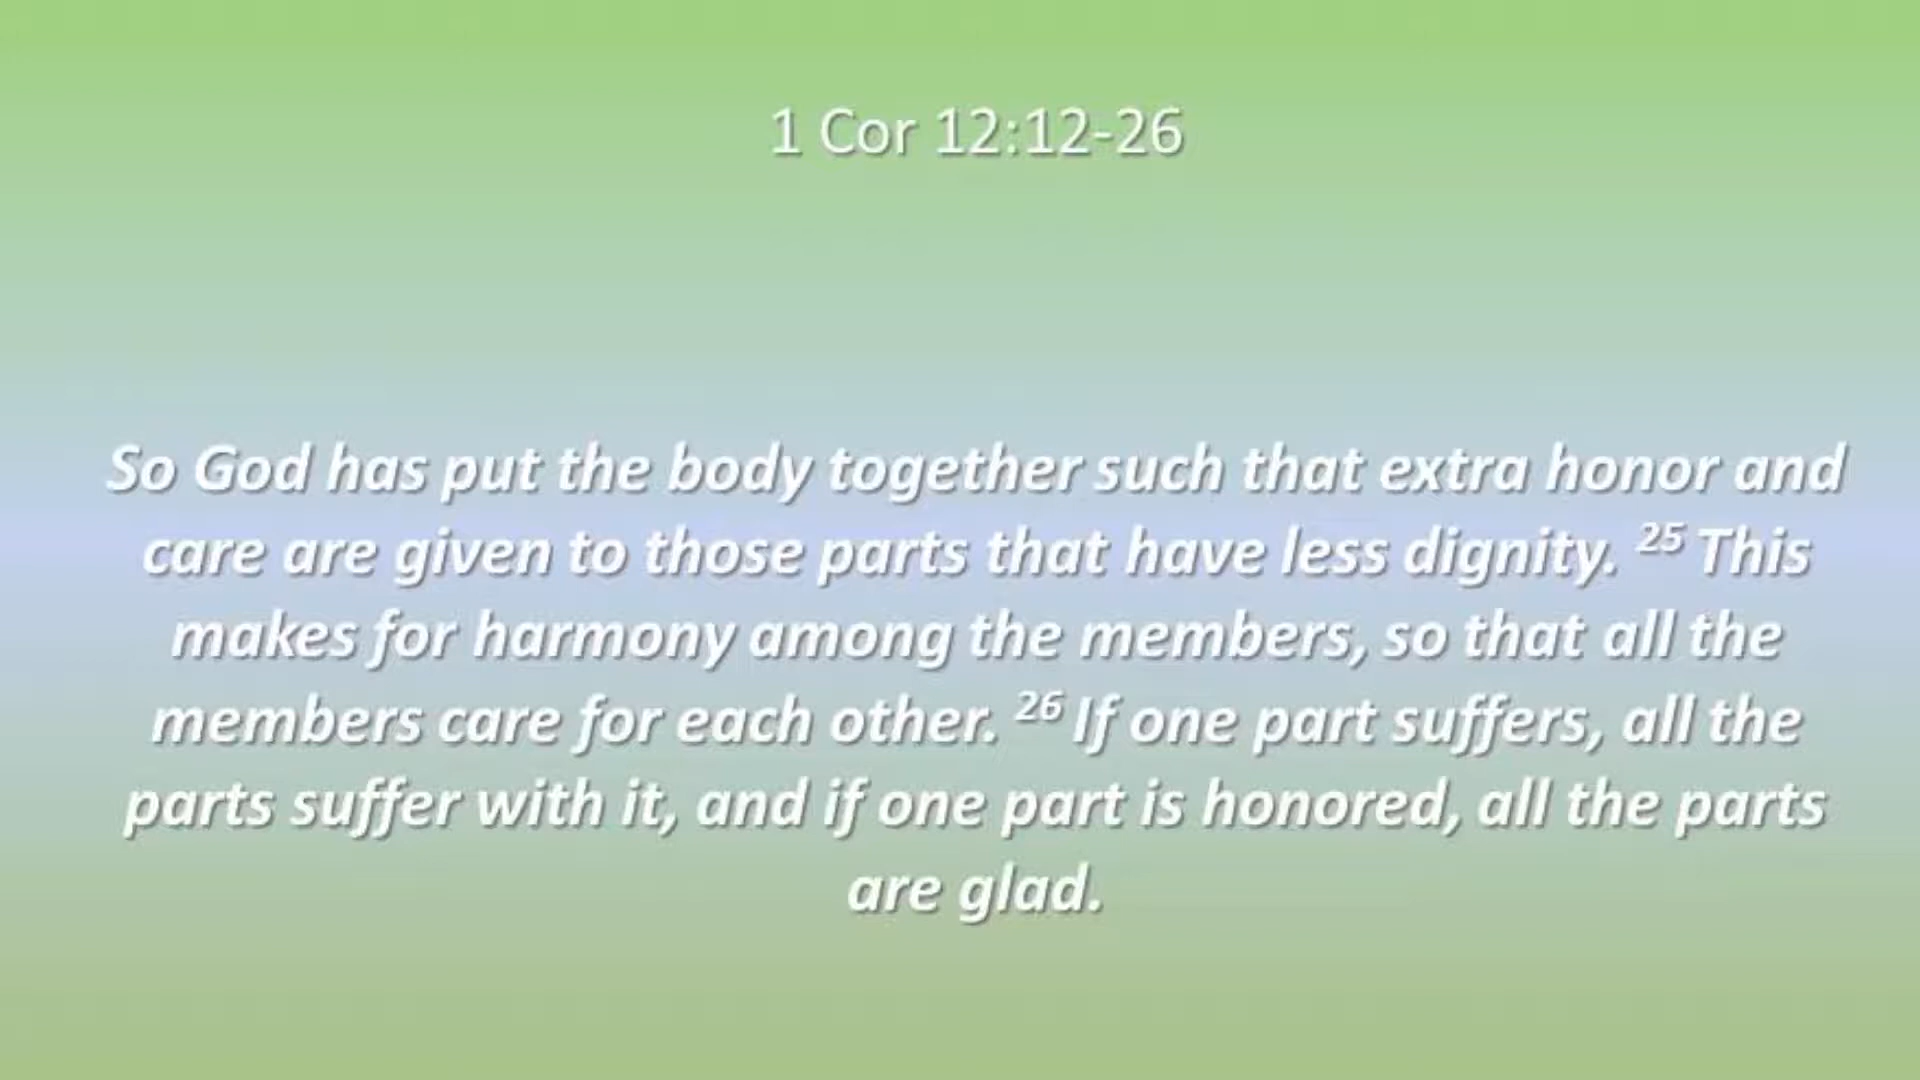 1 Cor 12:12-26
So God has put the body together such that extra honor and
care are given to those parts that have less dignity. 25 This
makes for harmony among the members, so that all the
members care for each other. 26 If one part suffers, all the
parts suffer with it, and if one part is honored, all the parts
are glad.